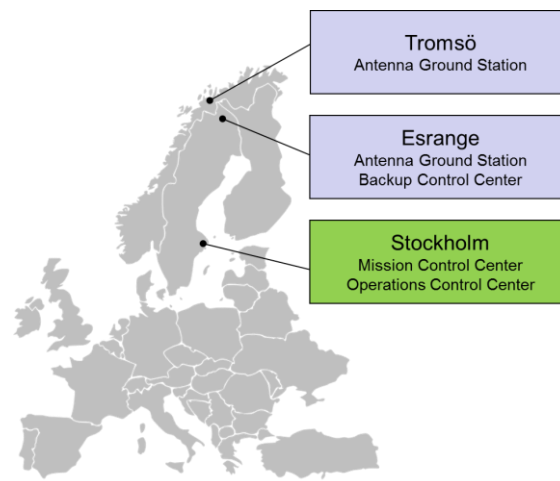 Tromsö
Antenna Ground Station
Esrange
Antenna Ground Station
Backup Control Center
Stockholm
Mission Control Center
Operations Control Center